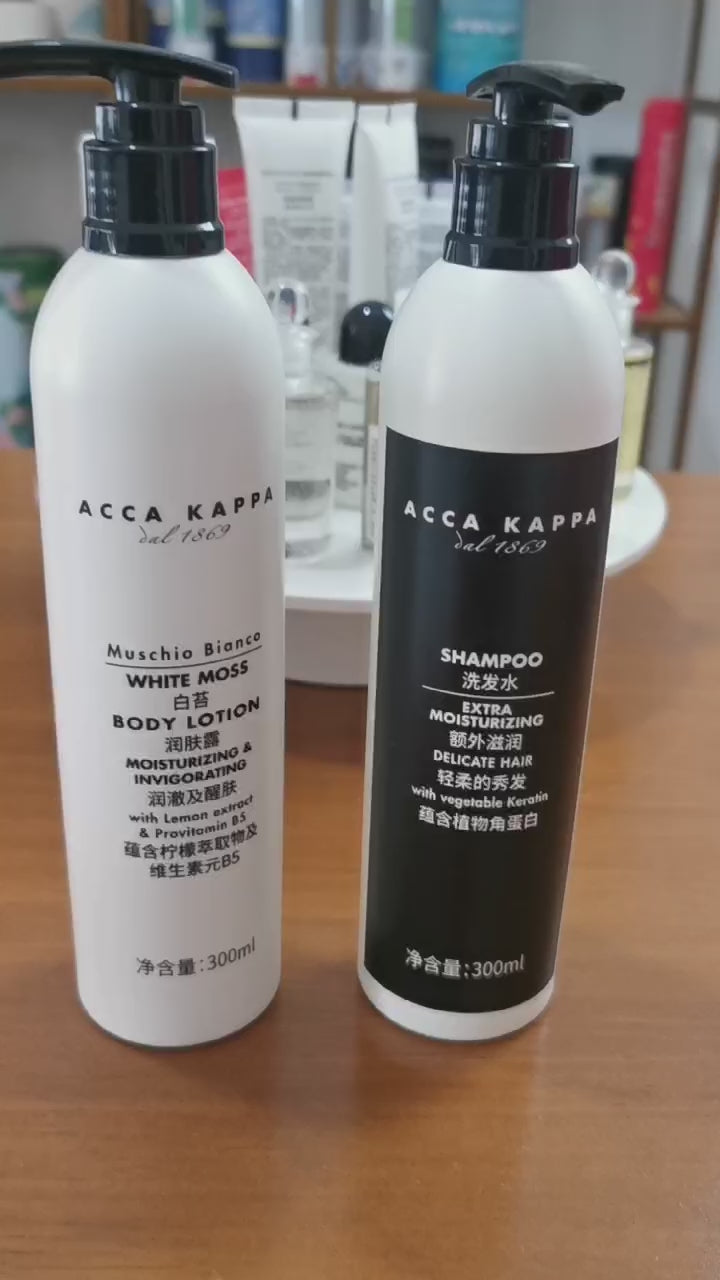 ACCA KAPPA
dal 1869
Muschio Bianco
WHITE MOSS
白苔
BODY LOTION
润肤露
MOISTURIZING &
INVIGORATING
润澈及醒肤
with Lemon extract
& Provitamin B5
蕴含柠檬萃取物及
维生素元B5
净含量:300ml
ACCA KAPPA
dal 1869
SHAMPOO
洗发水
EXTRA
MOISTURIZING
额外滋润
DELICATE HAIR
轻柔的秀发
with vegetable Keratin
蕴含植物角蛋白
净含量:300ml